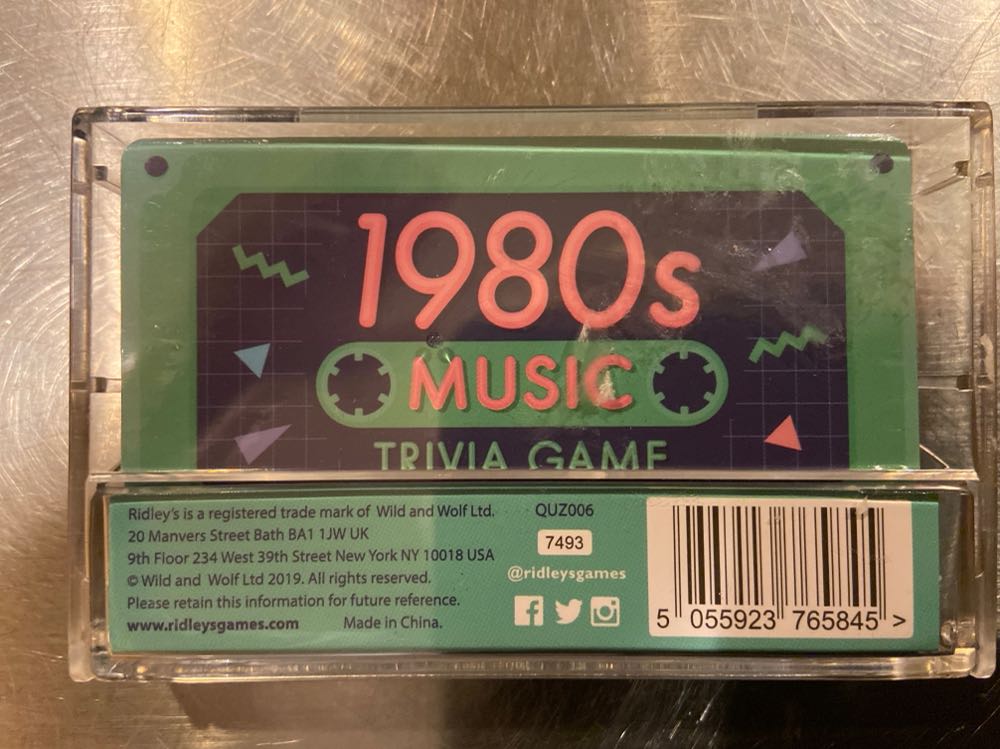 1980s
MUSIC
TRIVIA GAME
Ridley's is a registered trade mark of Wild and Wolf Ltd.
20 Manvers Street Bath BA1 1JW UK
9th Floor 234 West 39th Street New York NY 10018 USA
© Wild and Wolf Ltd 2019. All rights reserved.
Please retain this information for future reference.
www.ridleysgames.com Made in China.
QUZ006
7493
@ridleysgames
5 055923 765845 >